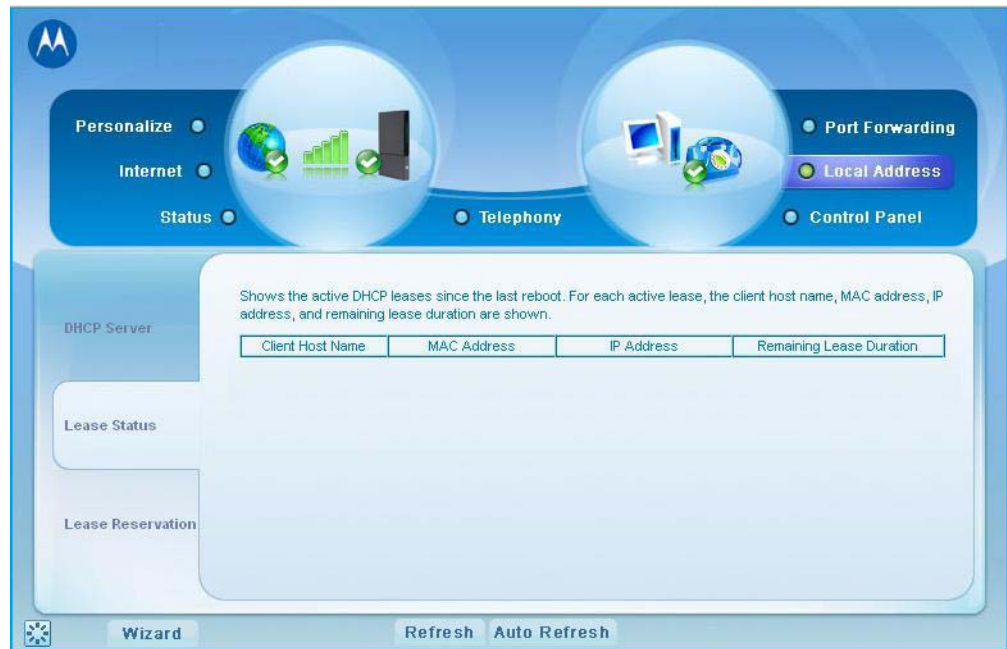 Personalize
Internet
Status
Telephony
Port Forwarding
Local Address
Control Panel
DHCP Server
Lease Status
Lease Reservation
Shows the active DHCP leases since the last reboot. For each active lease, the client host name, MAC address, IP
address, and remaining lease duration are shown.
Client Host Name MAC Address IP Address Remaining Lease Duration
Wizard Refresh Auto Refresh